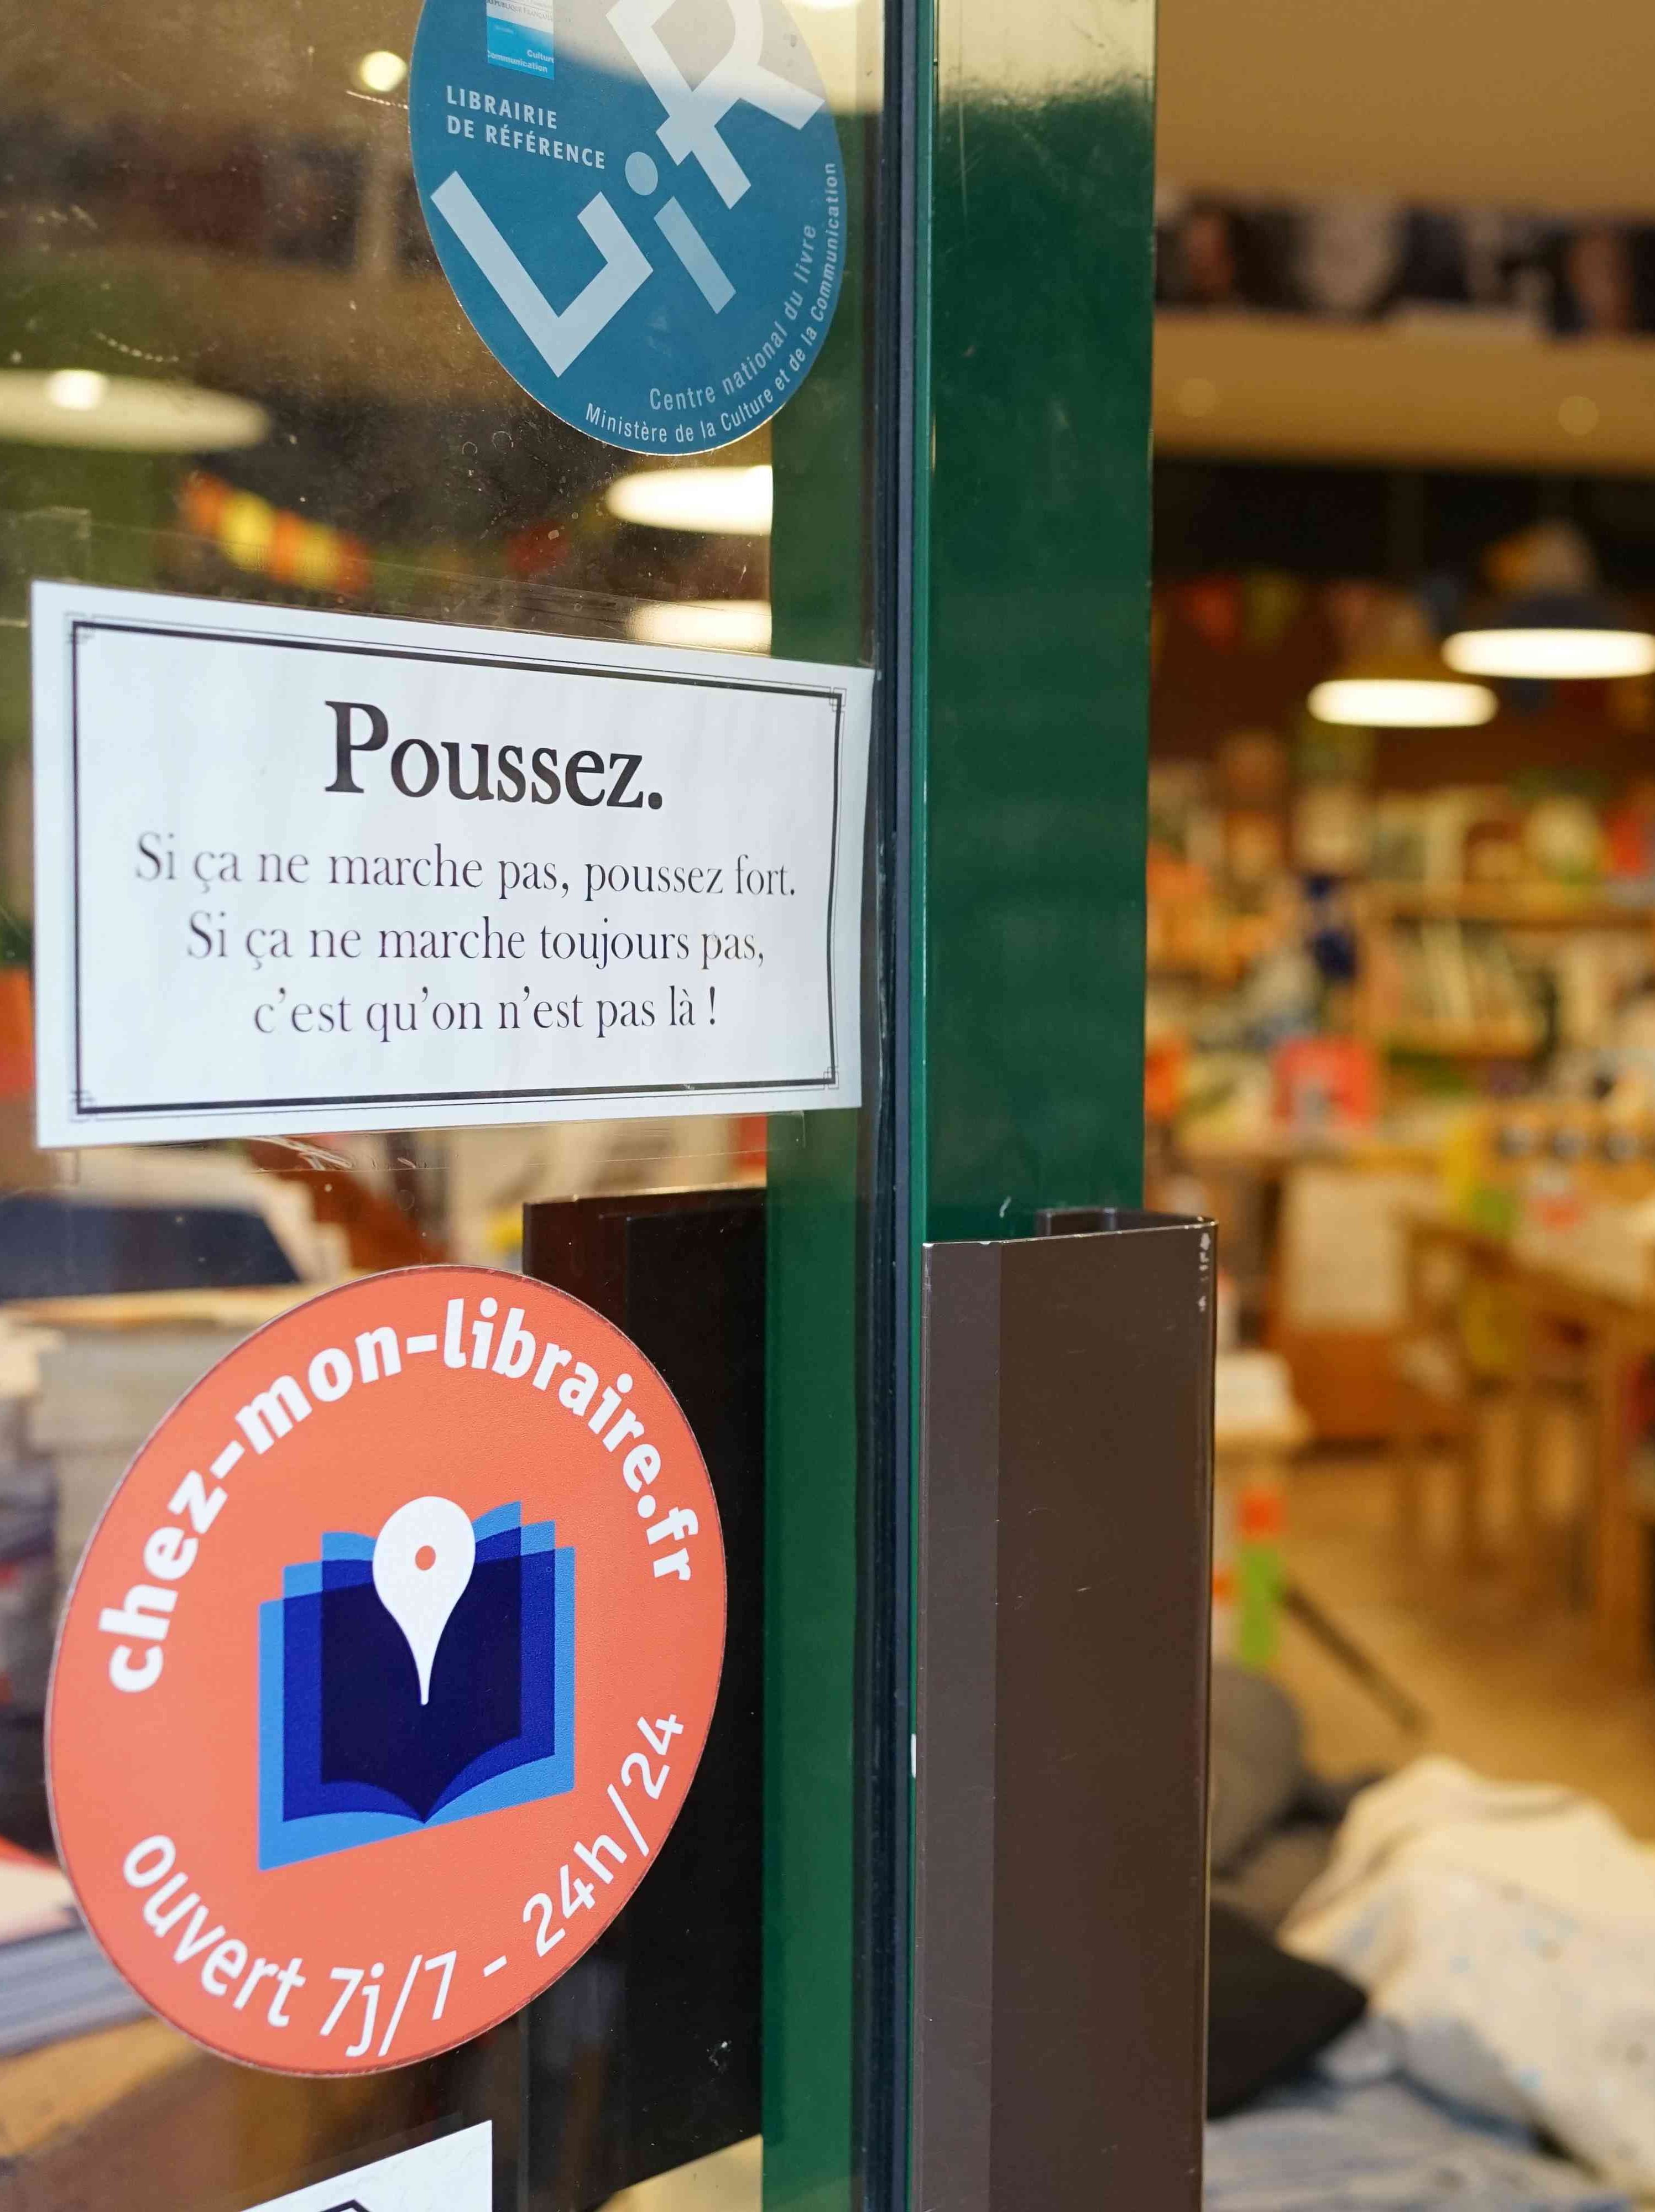 Culture
Communication
LIBRAIRIE
DE RÉFÉRENCE
LiR
Centre national du livre
Ministère de la Culture et de la Communication
Poussez.
Si ça ne marche pas, poussez fort.
Si ça ne marche toujours pas,
c’est qu’on n’est pas là !
chez-mon-libraire.fr
ouvert 7j/7 - 24h/24